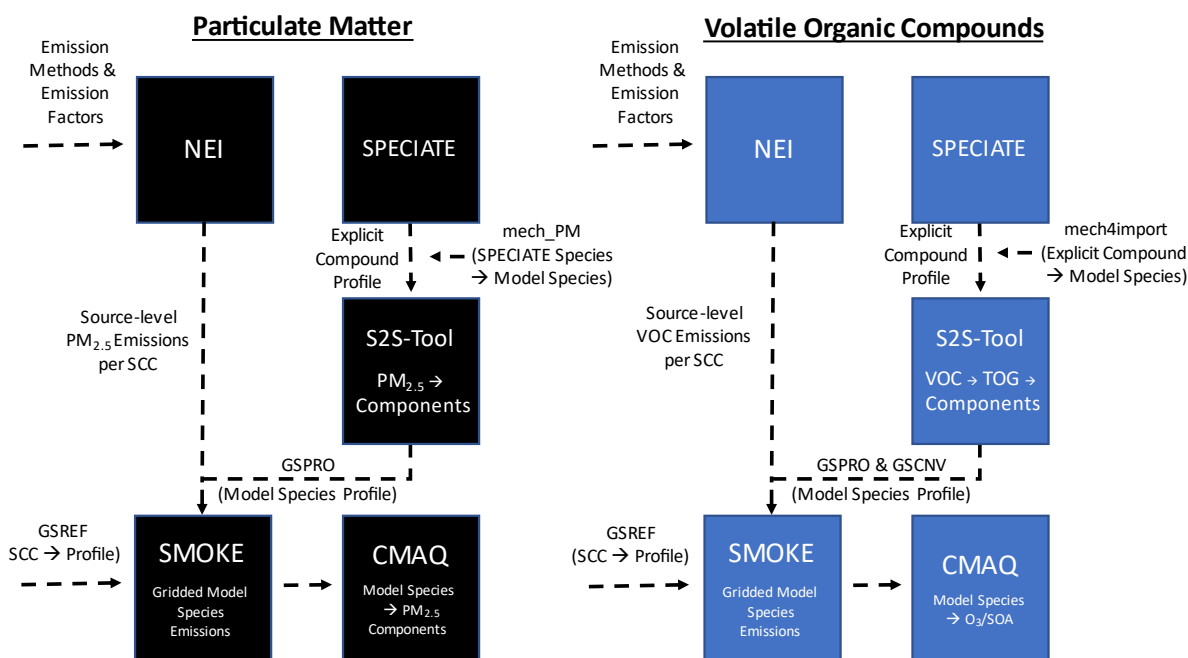 Particulate Matter
Emission
Methods &
Emission
Factors
NEI
SPECIATE
Explicit
Compound
Profile
mech_PM
(SPECIATE Species
→ Model Species)
Source-level
PM2.5 Emissions
per SCC
S2S-Tool
PM2.5 →
Components
GSPRO
(Model Species Profile)
GSREF
SCC → Profile)
SMOKE
Gridded Model
Species
Emissions
CMAQ
Model Species
→ PM2.5
Components
Volatile Organic Compounds
Emission
Methods &
Emission
Factors
NEI
SPECIATE
Explicit
Compound
Profile
mech4import
(Explicit Compound
→ Model Species)
Source-level
VOC Emissions
per SCC
S2S-Tool
VOC → TOG →
Components
GSPRO & GSCNV
(Model Species Profile)
GSREF
(SCC → Profile)
SMOKE
Gridded Model
Species
Emissions
CMAQ
Model Species
→ O3/SOA